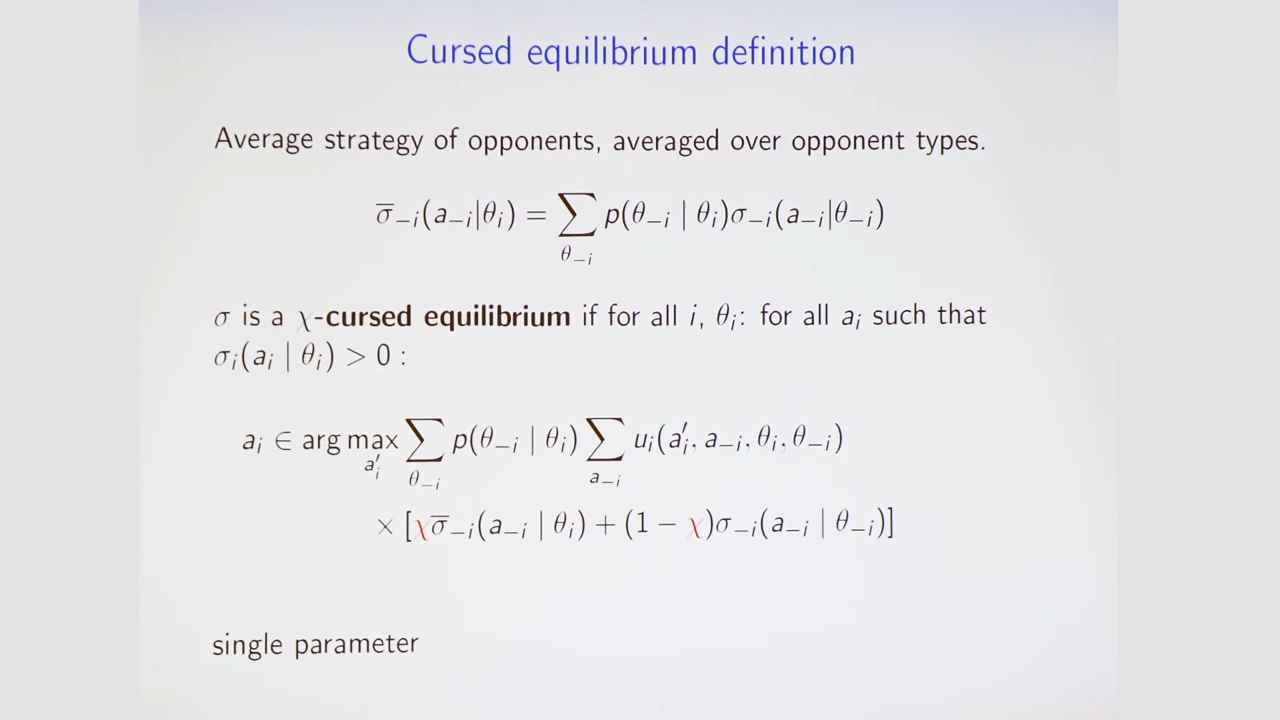 Cursed equilibrium definition
Average strategy of opponents, averaged over opponent types.
σ̅₋ᵢ(a₋ᵢ|θᵢ) = ∑_{θ₋ᵢ} p(θ₋ᵢ | θᵢ)σ₋ᵢ(a₋ᵢ|θ₋ᵢ)
σ is a χ-cursed equilibrium if for all i, θᵢ: for all aᵢ such that
σᵢ(aᵢ | θᵢ) > 0 :
aᵢ ∈ arg max_{a′ᵢ} ∑_{θ₋ᵢ} p(θ₋ᵢ | θᵢ) ∑_{a₋ᵢ} uᵢ(a′ᵢ, a₋ᵢ, θᵢ, θ₋ᵢ)
× [χσ̅₋ᵢ(a₋ᵢ | θᵢ) + (1 − χ)σ₋ᵢ(a₋ᵢ | θ₋ᵢ)]
single parameter